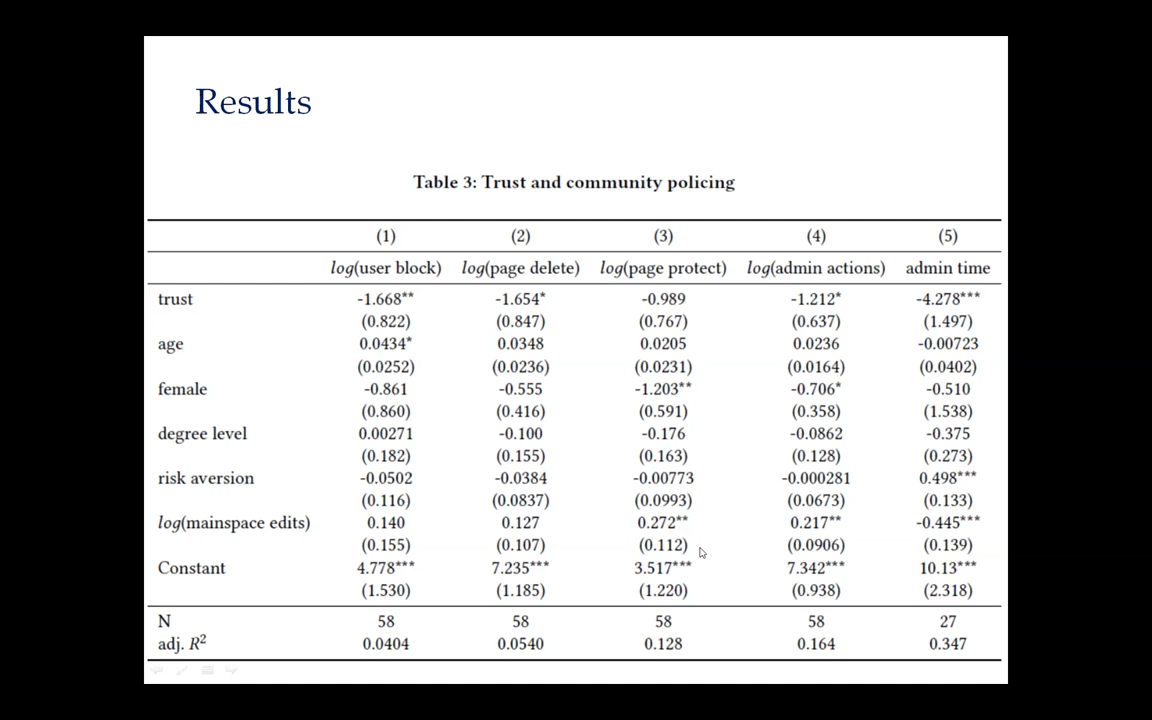 Results
Table 3: Trust and community policing
(1) (2) (3) (4) (5)
log(user block) log(page delete) log(page protect) log(admin actions) admin time
trust -1.668** -1.654* -0.989 -1.212* -4.278***
(0.822) (0.847) (0.767) (0.637) (1.497)
age 0.0434* 0.0348 0.0205 0.0236 -0.00723
(0.0252) (0.0236) (0.0231) (0.0164) (0.0402)
female -0.861 -0.555 -1.203** -0.706* -0.510
(0.860) (0.416) (0.591) (0.358) (1.538)
degree level 0.00271 -0.100 -0.176 -0.0862 -0.375
(0.182) (0.155) (0.163) (0.128) (0.273)
risk aversion -0.0502 -0.0384 -0.00773 -0.000281 0.498***
(0.116) (0.0837) (0.0993) (0.0673) (0.133)
log(mainspace edits) 0.140 0.127 0.272** 0.217** -0.445***
(0.155) (0.107) (0.112) (0.0906) (0.139)
Constant 4.778*** 7.235*** 3.517*** 7.342*** 10.13***
(1.530) (1.185) (1.220) (0.938) (2.318)
N 58 58 58 58 27
adj. R² 0.0404 0.0540 0.128 0.164 0.347